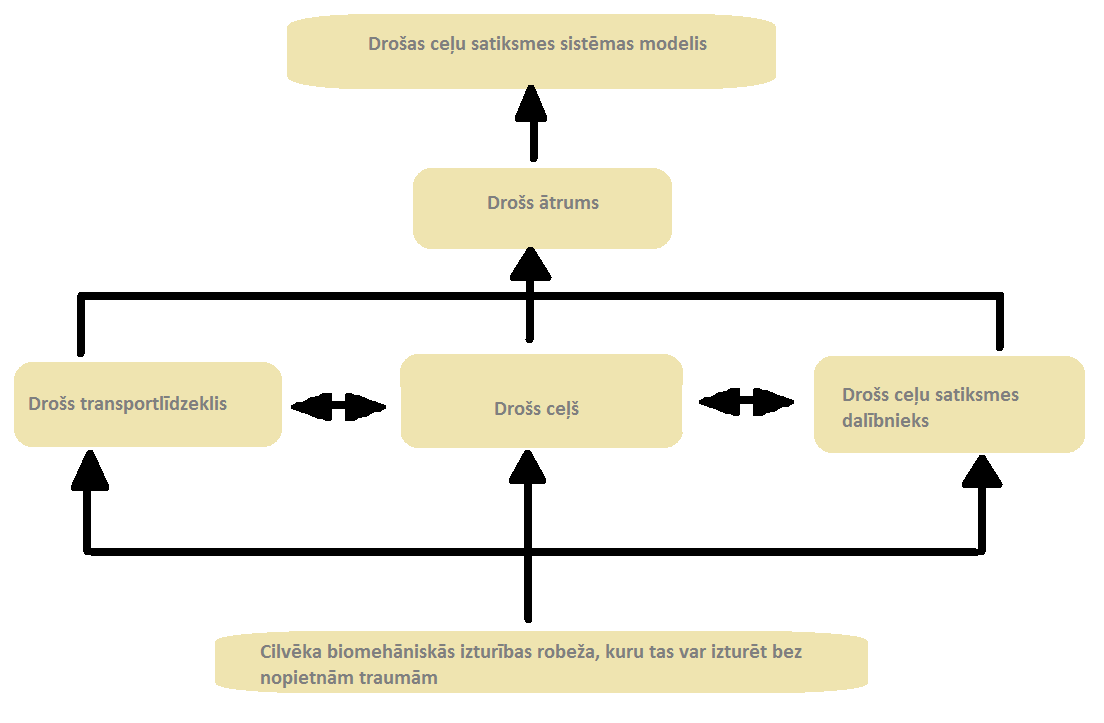 Drošas ceļu satiksmes sistēmas modelis
Drošs ātrums
Drošs transportlīdzeklis
Drošs ceļš
Drošs ceļu satiksmes
dalībnieks
Cilvēka biomehāniskās izturības robeža, kuru tas var izturēt bez
nopietnām traumām